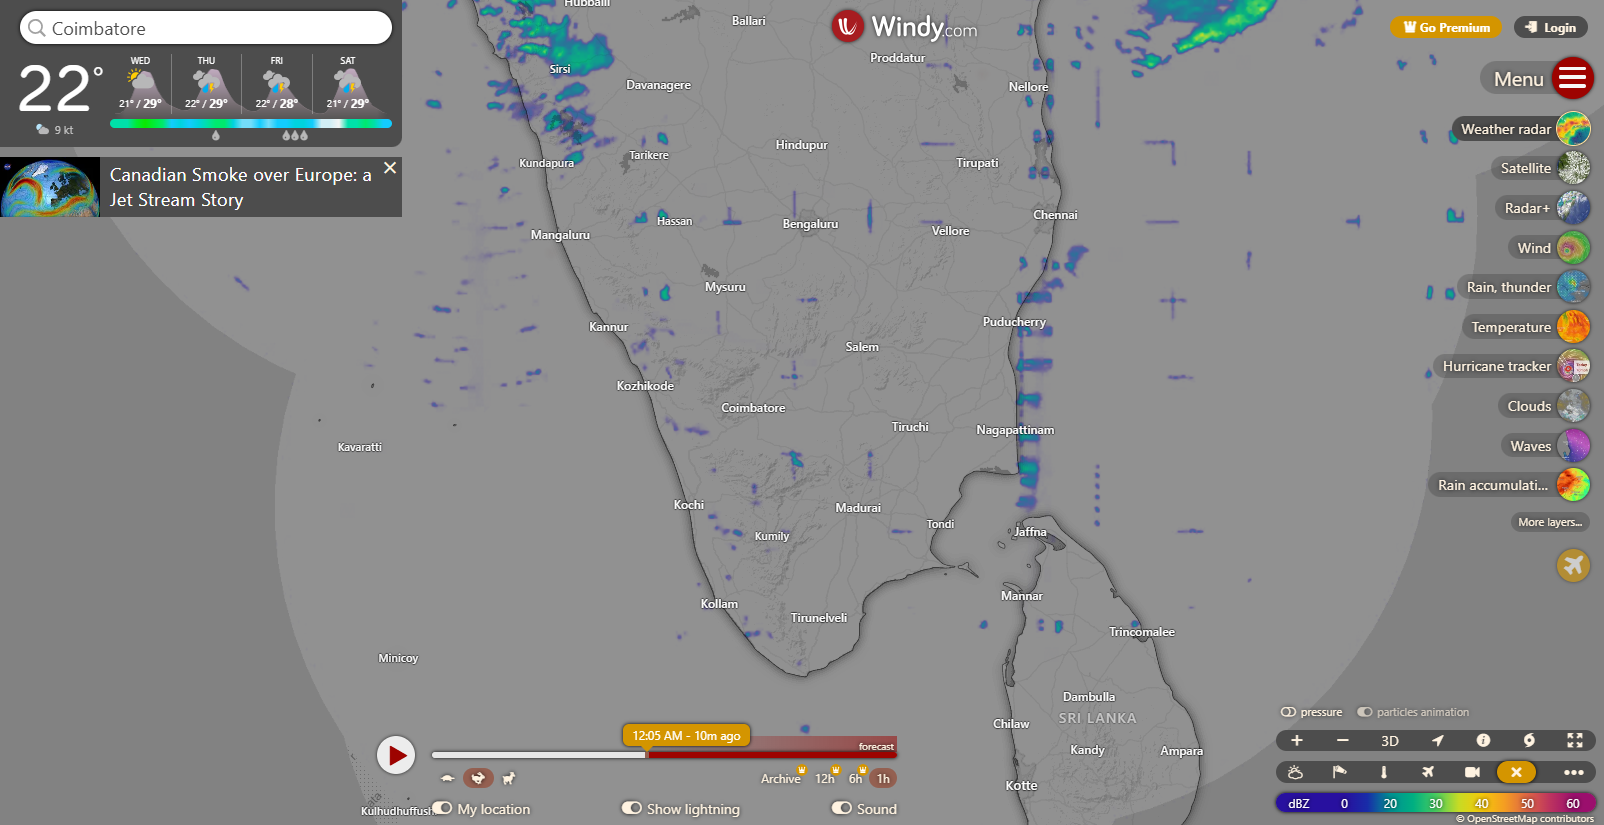 Coimbatore
22°
9 kt
WED THU FRI SAT
21° / 29° 22° / 28° 22° / 28° 21° / 29°
Canadian Smoke over Europe: a
Jet Stream Story
Windy.com
Go Premium
Login
Menu
Weather radar
Satellite
Radar+
Wind
Rain, thunder
Temperature
Hurricane tracker
Clouds
Waves
Rain accumulati...
More layers...
Hubballi
Ballari
Proddatur
Sirsi
Davanagere
Nellore
Kundapura
Tarikere
Hindupur
Tirupati
Hassan
Mangaluru
Bengaluru
Vellore
Chennai
Mysuru
Kannur
Puducherry
Salem
Kozhikode
Coimbatore
Tiruchi
Nagapattinam
Kavaratti
Kochi
Madurai
Kumily
Tondi
Jaffna
Mannar
Kollam
Tirunelveli
Trincomalee
Minicoy
Dambulla
SRI LANKA
Chilaw
Kandy
Ampara
Kotte
Kulhudhuffush
12:05 AM - 10m ago
forecast
Archive 12h 6h 1h
My location
Show lightning
Sound
pressure
particles animation
+ − 3D
dBZ 0 20 30 40 50 60
© OpenStreetMap contributors